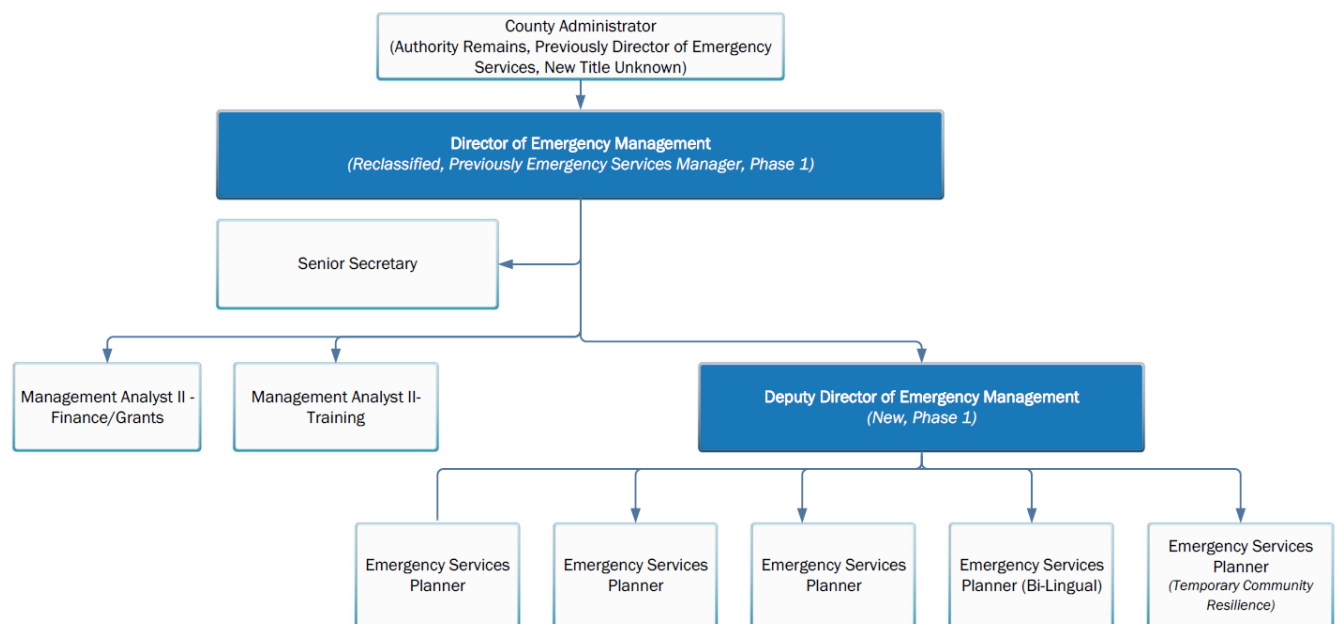 County Administrator
(Authority Remains, Previously Director of Emergency
Services, New Title Unknown)
Director of Emergency Management
(Reclassified, Previously Emergency Services Manager, Phase 1)
Senior Secretary
Management Analyst II -
Finance/Grants
Management Analyst II-
Training
Deputy Director of Emergency Management
(New, Phase 1)
Emergency Services
Planner
Emergency Services
Planner
Emergency Services
Planner
Emergency Services
Planner (Bi-Lingual)
Emergency Services
Planner
(Temporary Community
Resilience)